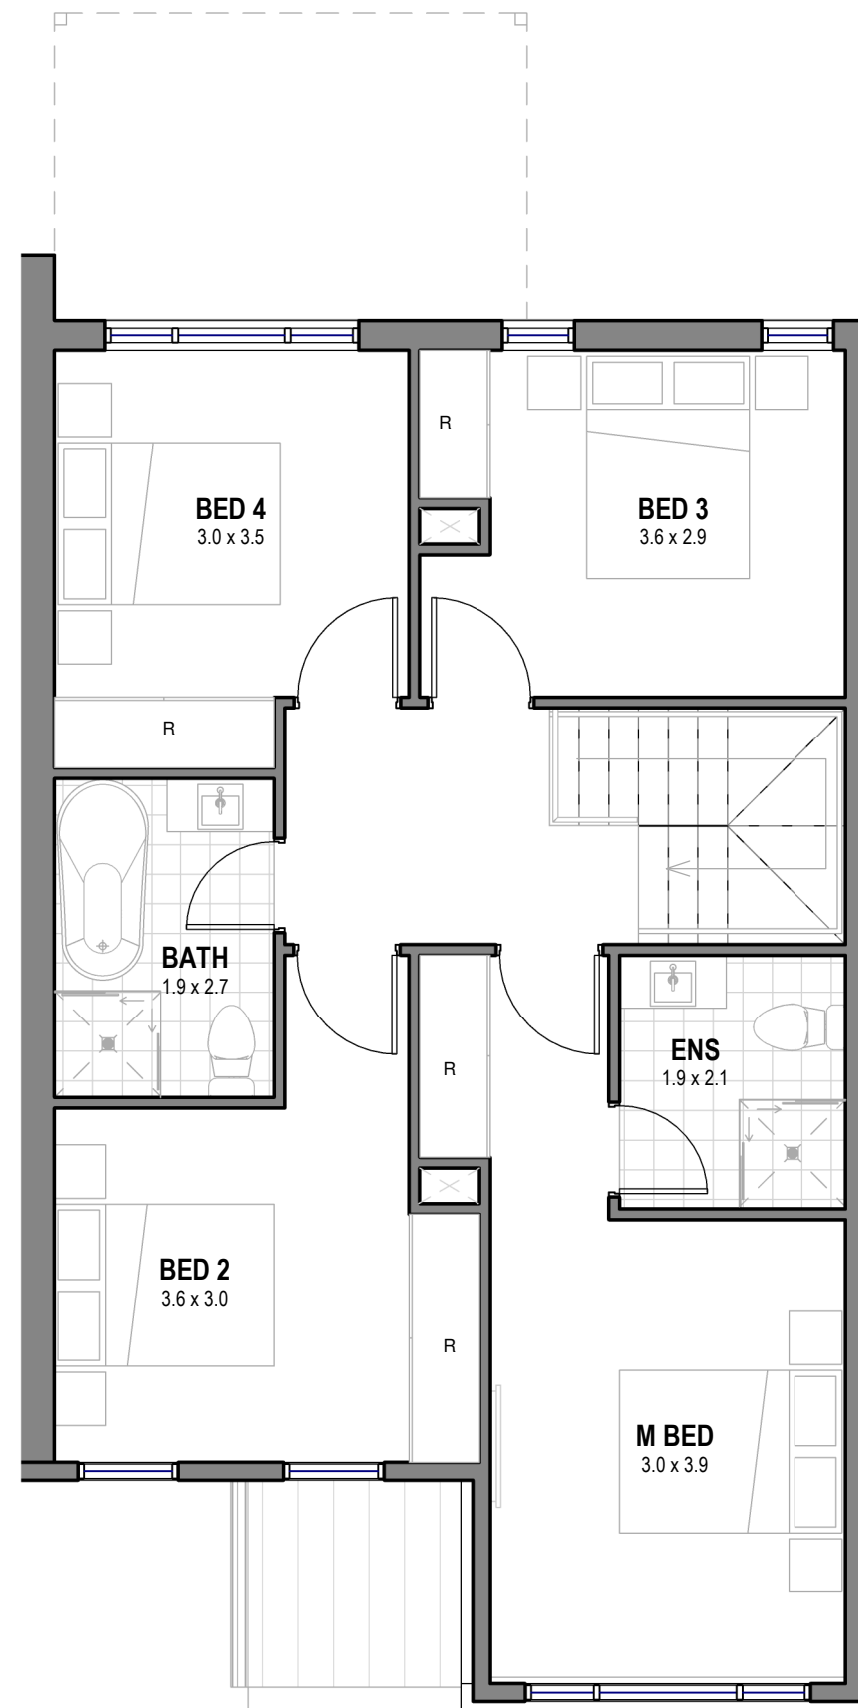 R
BED 4
3.0 x 3.5
BED 3
3.6 x 2.9
R
BATH
1.9 x 2.7
ENS
1.9 x 2.1
R
BED 2
3.6 x 3.0
R
M BED
3.0 x 3.9